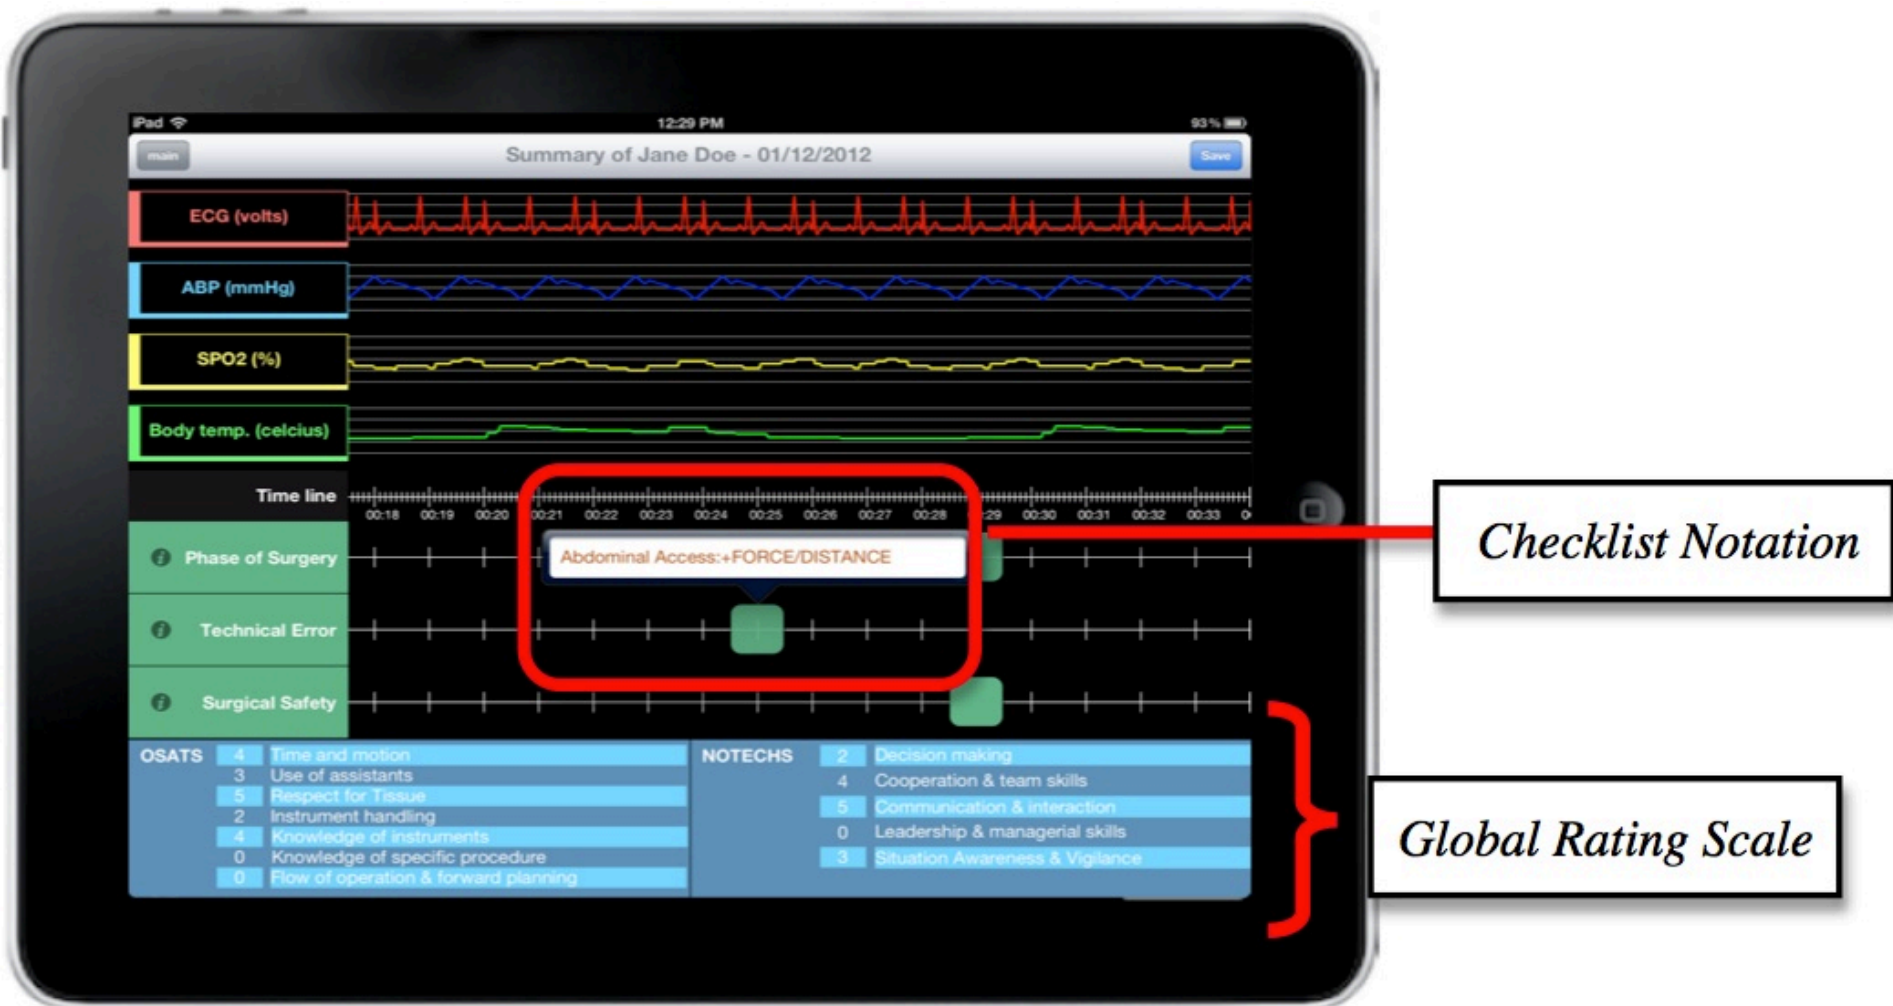 iPad 12:29 PM 93%
main Summary of Jane Doe - 01/12/2012 Save
ECG (volts)
ABP (mmHg)
SPO2 (%)
Body temp. (celcius)
Time line
00:18 00:19 00:20 00:21 00:22 00:23 00:24 00:25 00:26 00:27 00:28 :29 00:30 00:31 00:32 00:33
Phase of Surgery
Abdominal Access:+FORCE/DISTANCE
Checklist Notation
Technical Error
Surgical Safety
OSATS
4 Time and motion
3 Use of assistants
5 Respect for Tissue
2 Instrument handling
4 Knowledge of instruments
0 Knowledge of specific procedure
0 Flow of operation & forward planning
NOTECHS
2 Decision making
4 Cooperation & team skills
5 Communication & interaction
0 Leadership & managerial skills
3 Situation Awareness & Vigilance
Global Rating Scale